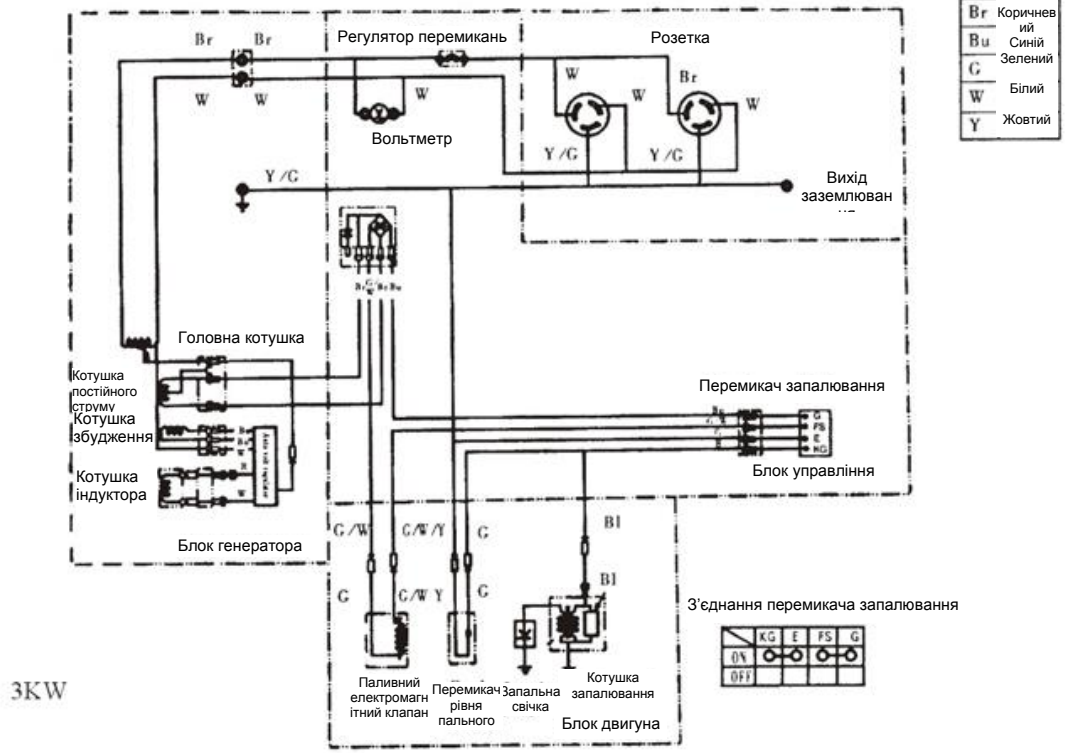 Br Коричнев
ий
Bu Синій
G Зелений
W Білий
Y Жовтий
Br Br
Регулятор перемикань
Розетка
W W
W
Вольтметр
W
W
Br
W
Y/G
Y/G
Y/G
Вихід
заземлюван
Br
Bu
Головна котушка
Котушка
постійного
струму
Котушка
збудження
Котушка
індуктора
W
Блок генератора
Перемикач запалювання
G
FS
E
KG
Блок управління
G/W
G/W/Y
G
Bl
G
G/W Y
G
Bl
Паливний
електромагн
ітний клапан
Перемикач
рівня
пального
Запальна
свічка
Котушка
запалювання
Блок двигуна
З'єднання перемикача запалювання
KG E FS G
ON
OFF
3KW